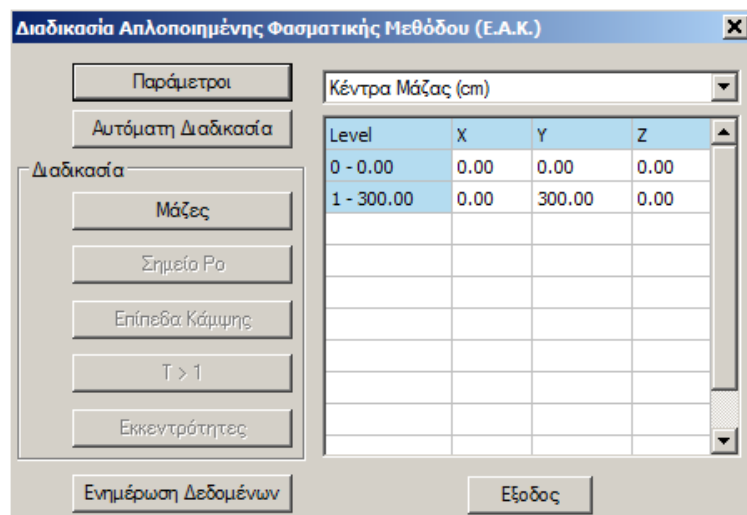 Διαδικασία Απλοποιημένης Φασματικής Μεθόδου (Ε.Α.Κ.)
Παράμετροι
Αυτόματη Διαδικασία
Διαδικασία
Μάζες
Σημείο Ρο
Επίπεδα Κάμψης
T > 1
Εκκεντρότητες
Ενημέρωση Δεδομένων
Κέντρα Μάζας (cm)
Level X Y Z
0 - 0.00 0.00 0.00 0.00
1 - 300.00 0.00 300.00 0.00
Εξοδος